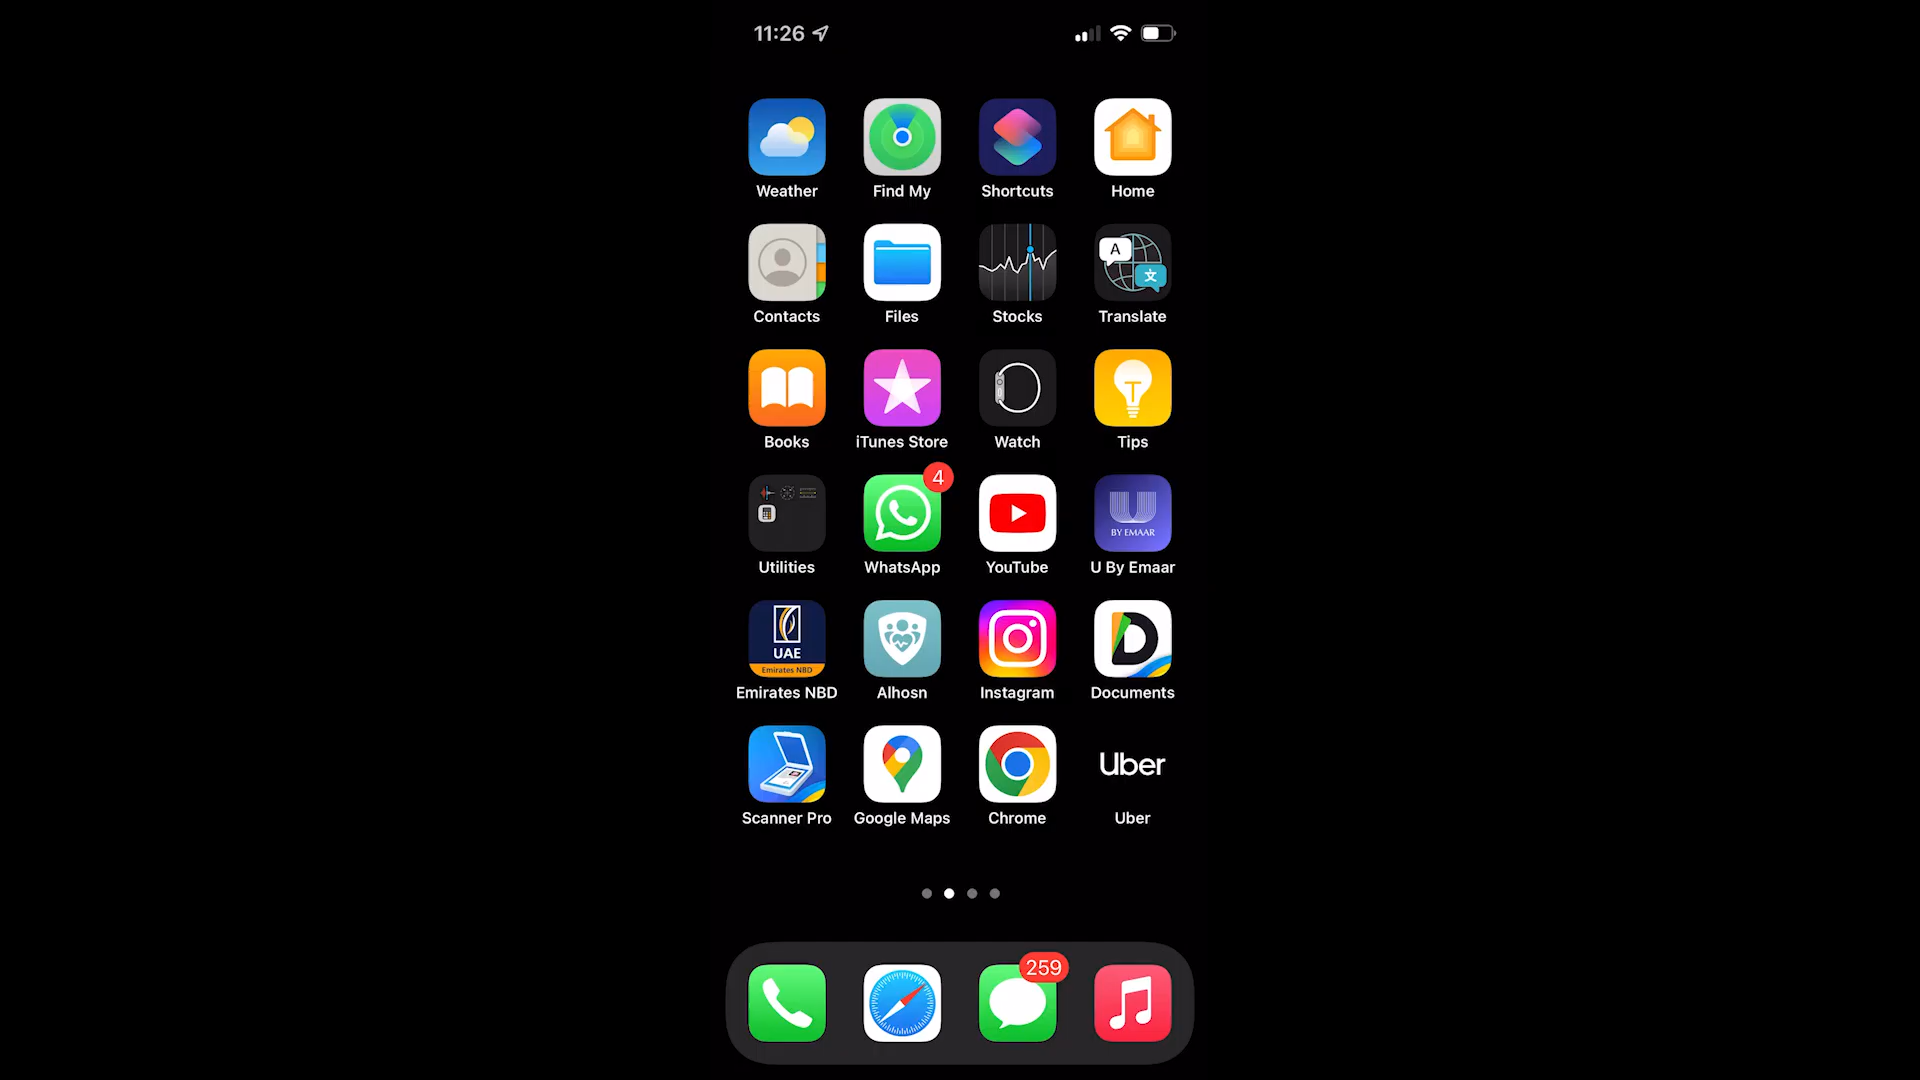 11:26
Weather Find My Shortcuts Home
A 文
Contacts Files Stocks Translate
Books iTunes Store Watch Tips
4
BY EMAAR
Utilities WhatsApp YouTube U By Emaar
UAE
Emirates NBD
Emirates NBD Alhosn Instagram Documents
Uber
Scanner Pro Google Maps Chrome Uber
259